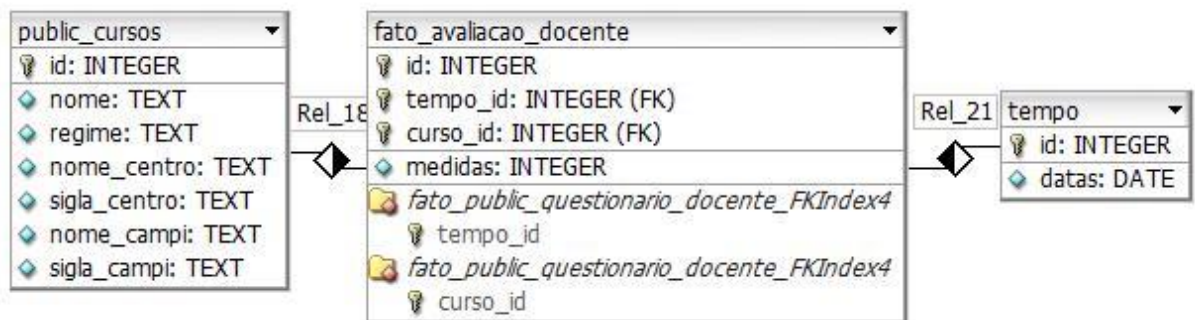 public_cursos
id: INTEGER
nome: TEXT
regime: TEXT
nome_centro: TEXT
sigla_centro: TEXT
nome_campi: TEXT
sigla_campi: TEXT
Rel_18
fato_avaliacao_docente
id: INTEGER
tempo_id: INTEGER (FK)
curso_id: INTEGER (FK)
medidas: INTEGER
fato_public_questionario_docente_FKIndex4
tempo_id
fato_public_questionario_docente_FKIndex4
curso_id
Rel_21
tempo
id: INTEGER
datas: DATE